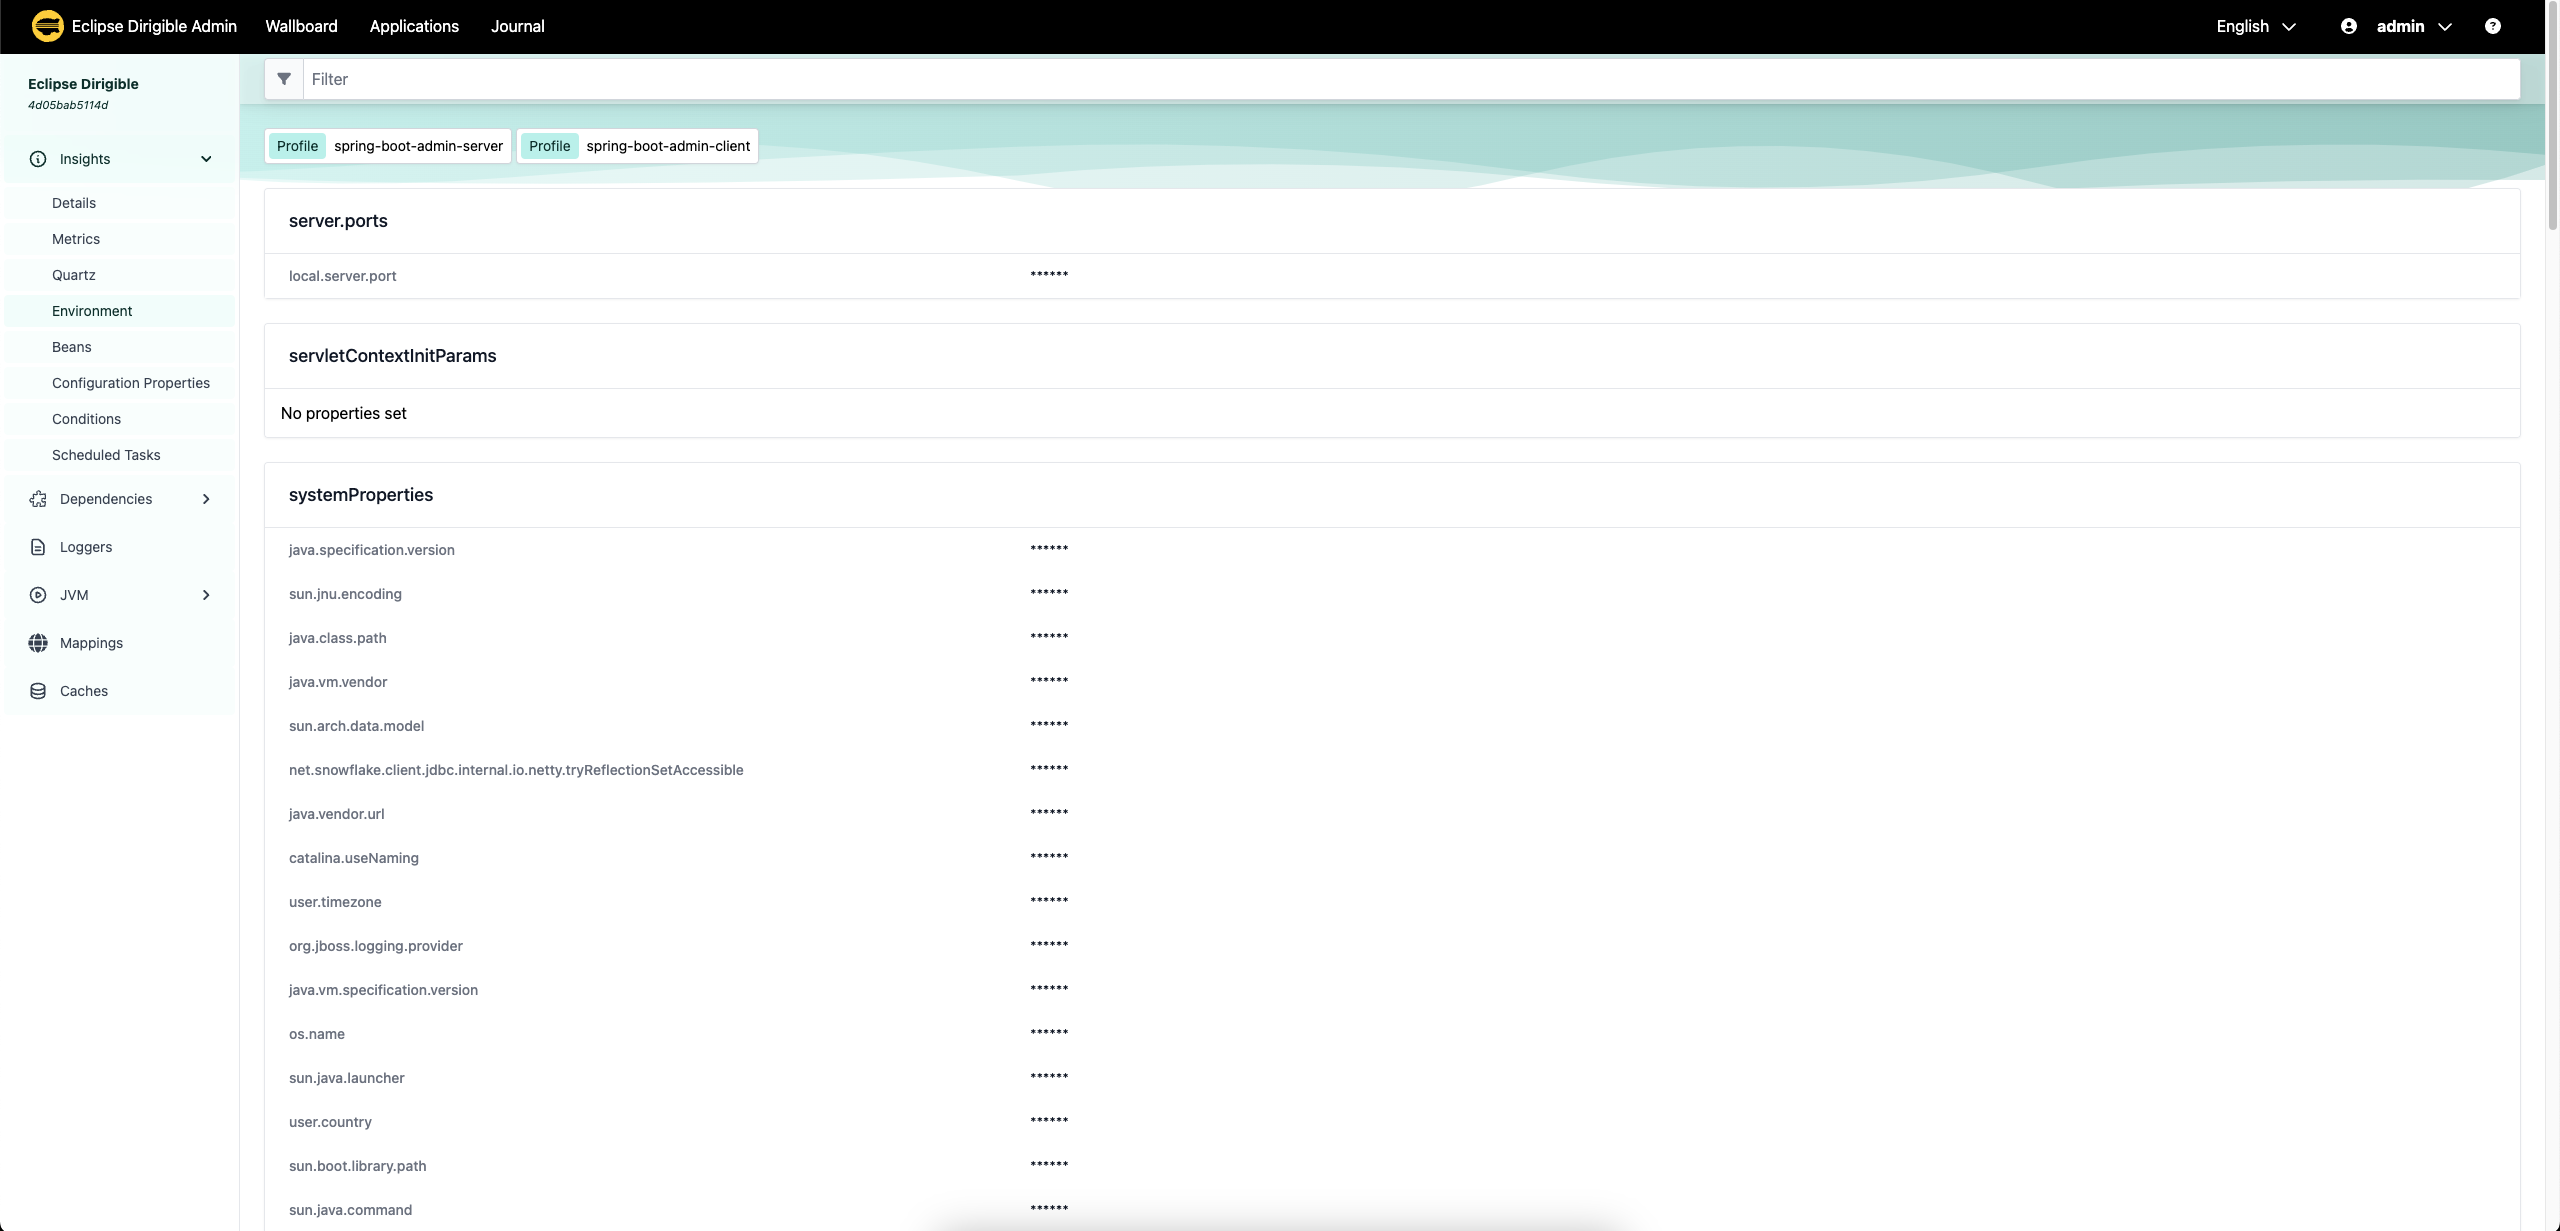 Eclipse Dirigible Admin Wallboard Applications Journal English admin
Eclipse Dirigible
4d05bab5114d
Insights
Details
Metrics
Quartz
Environment
Beans
Configuration Properties
Conditions
Scheduled Tasks
Dependencies
Loggers
JVM
Mappings
Caches
Filter
Profile spring-boot-admin-server Profile spring-boot-admin-client
server.ports
local.server.port ******
servletContextInitParams
No properties set
systemProperties
java.specification.version ******
sun.jnu.encoding ******
java.class.path ******
java.vm.vendor ******
sun.arch.data.model ******
net.snowflake.client.jdbc.internal.io.netty.tryReflectionSetAccessible ******
java.vendor.url ******
catalina.useNaming ******
user.timezone ******
org.jboss.logging.provider ******
java.vm.specification.version ******
os.name ******
sun.java.launcher ******
user.country ******
sun.boot.library.path ******
sun.java.command ******